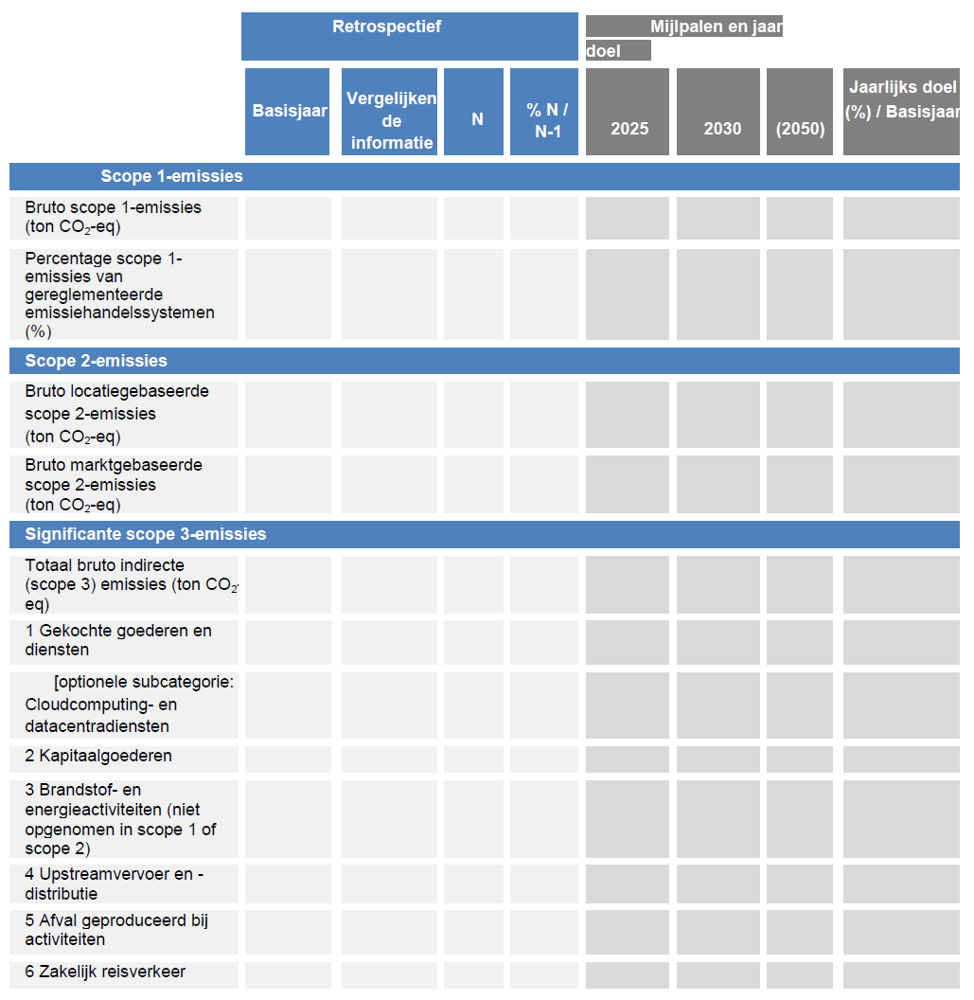 Retrospectief
Mijlpalen en jaar
doel
Basisjaar
Vergelijken
de
informatie
N
% N /
N-1
2025
2030
(2050)
Jaarlijks doel
(%) / Basisjaar
Scope 1-emissies
Bruto scope 1-emissies
(ton CO₂-eq)
Percentage scope 1-
emissies van
gereglementeerde
emissiehandelssystemen
(%)
Scope 2-emissies
Bruto locatiegebaseerde
scope 2-emissies
(ton CO₂-eq)
Bruto marktgebaseerde
scope 2-emissies
(ton CO₂-eq)
Significante scope 3-emissies
Totaal bruto indirecte
(scope 3) emissies (ton CO₂-
eq)
1 Gekochte goederen en
diensten
[optionele subcategorie:
Cloudcomputing- en
datacentradiensten
2 Kapitaalgoederen
3 Brandstof- en
energieactiviteiten (niet
opgenomen in scope 1 of
scope 2)
4 Upstreamvervoer en -
distributie
5 Afval geproduceerd bij
activiteiten
6 Zakelijk reisverkeer